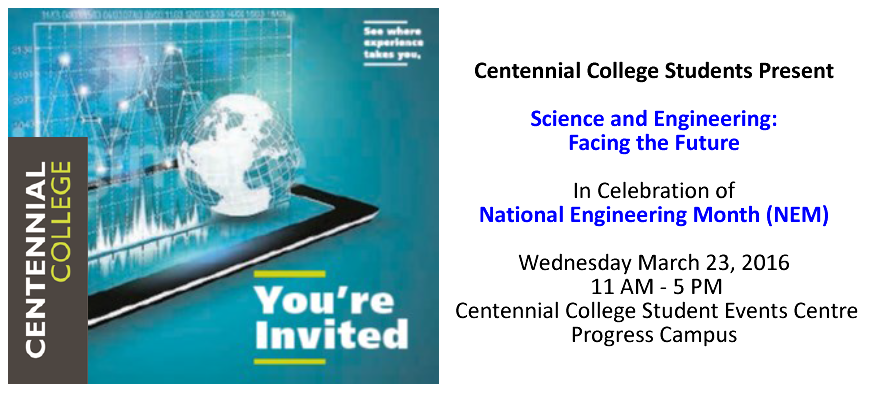 See where
experience
takes you.
CENTENNIAL
COLLEGE
You're
Invited
Centennial College Students Present
Science and Engineering:
Facing the Future
In Celebration of
National Engineering Month (NEM)
Wednesday March 23, 2016
11 AM - 5 PM
Centennial College Student Events Centre
Progress Campus